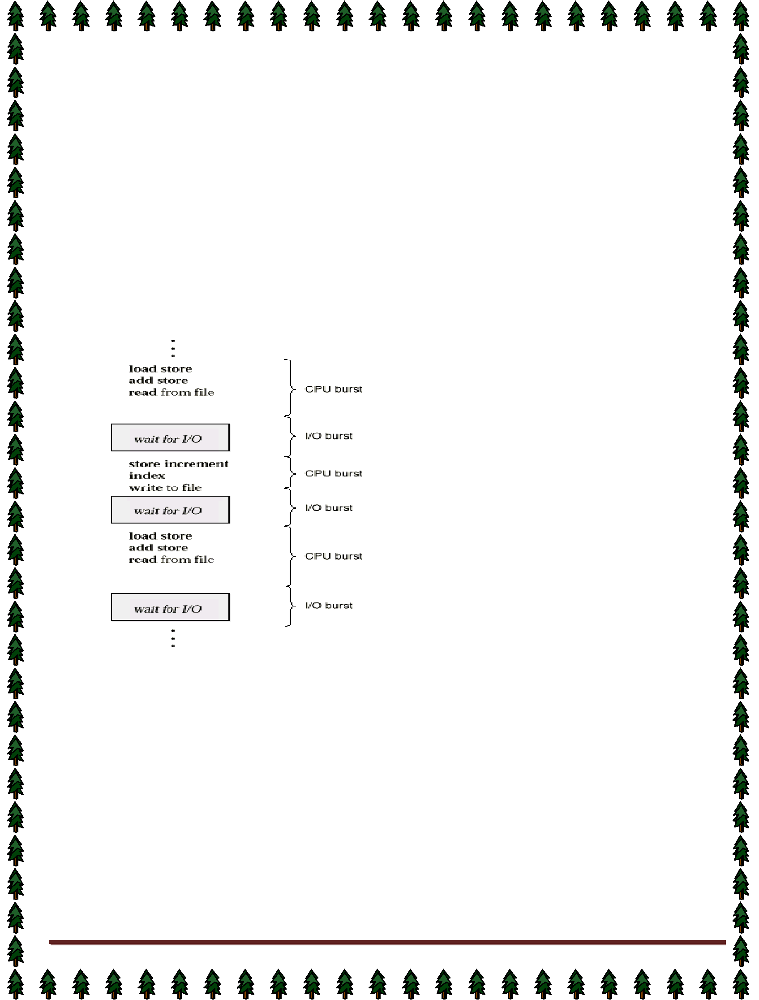 load store
add store
read from file
CPU burst
wait for I/O
I/O burst
store increment
index
write to file
CPU burst
wait for I/O
I/O burst
load store
add store
read from file
CPU burst
wait for I/O
I/O burst